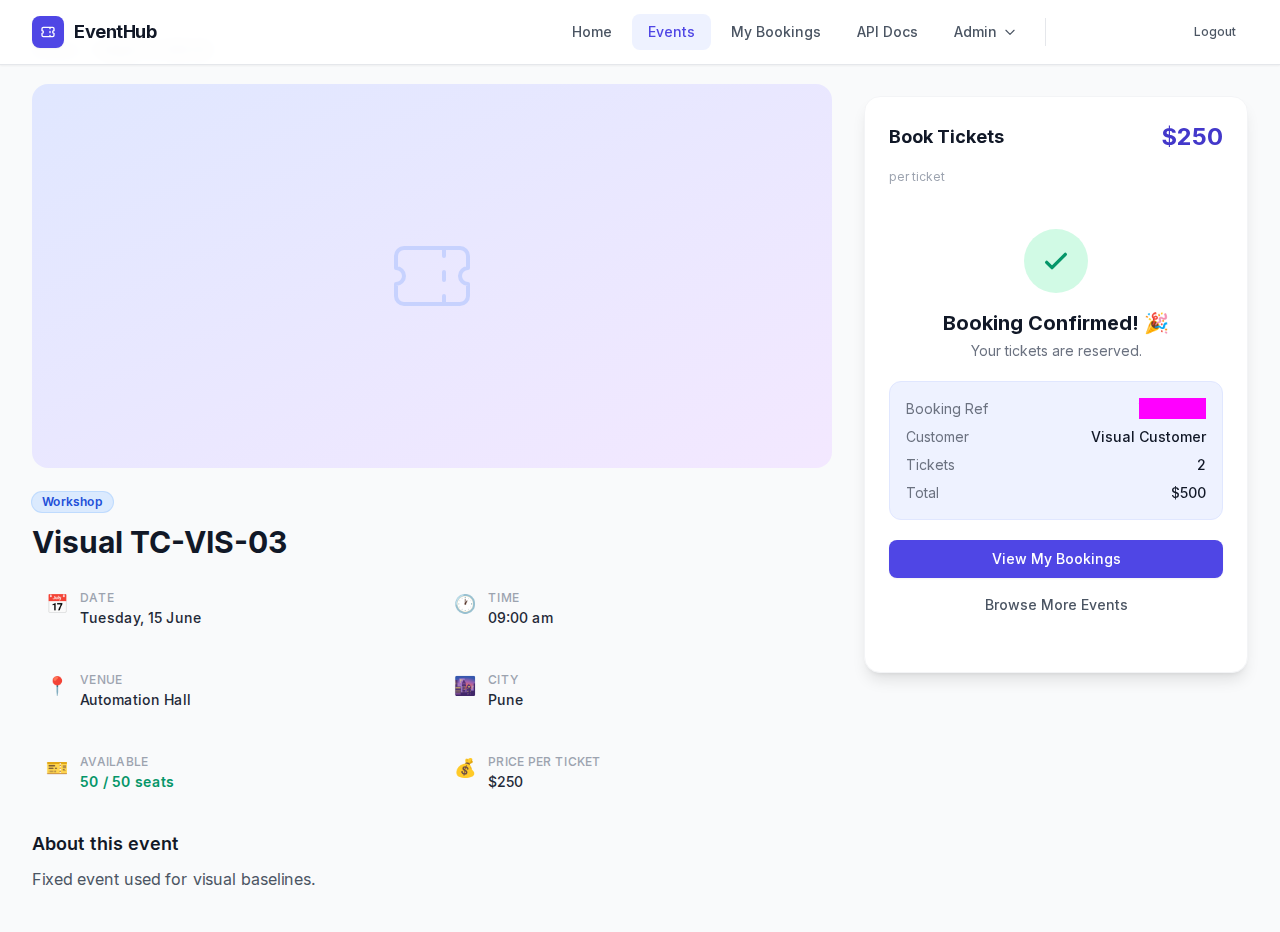 EventHub
Home
Events
My Bookings
API Docs
Admin
Logout
Workshop
Visual TC-VIS-03
DATE
Tuesday, 15 June
TIME
09:00 am
VENUE
Automation Hall
CITY
Pune
AVAILABLE
50 / 50 seats
PRICE PER TICKET
$250
About this event
Fixed event used for visual baselines.
Book Tickets
$250
per ticket
Booking Confirmed! 🎉
Your tickets are reserved.
Booking Ref
Customer
Visual Customer
Tickets
2
Total
$500
View My Bookings
Browse More Events